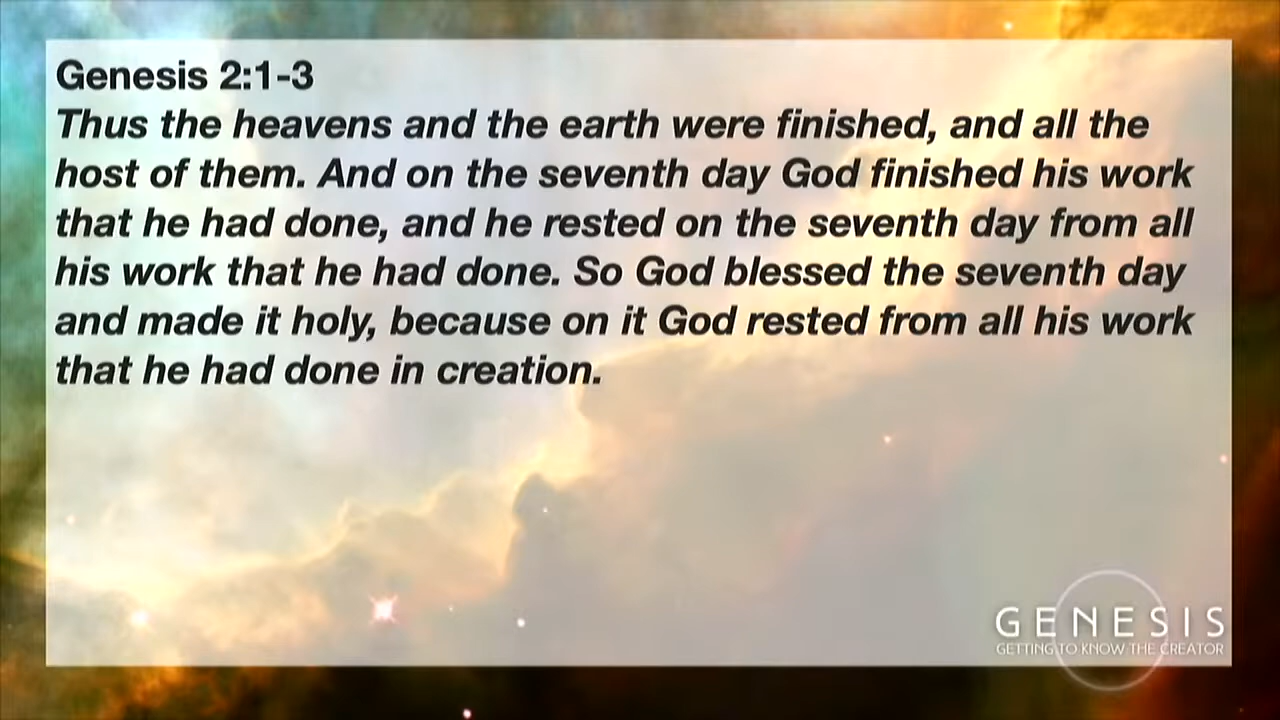 Genesis 2:1-3
Thus the heavens and the earth were finished, and all the
host of them. And on the seventh day God finished his work
that he had done, and he rested on the seventh day from all
his work that he had done. So God blessed the seventh day
and made it holy, because on it God rested from all his work
that he had done in creation.
GENESIS
GETTING TO KNOW THE CREATOR